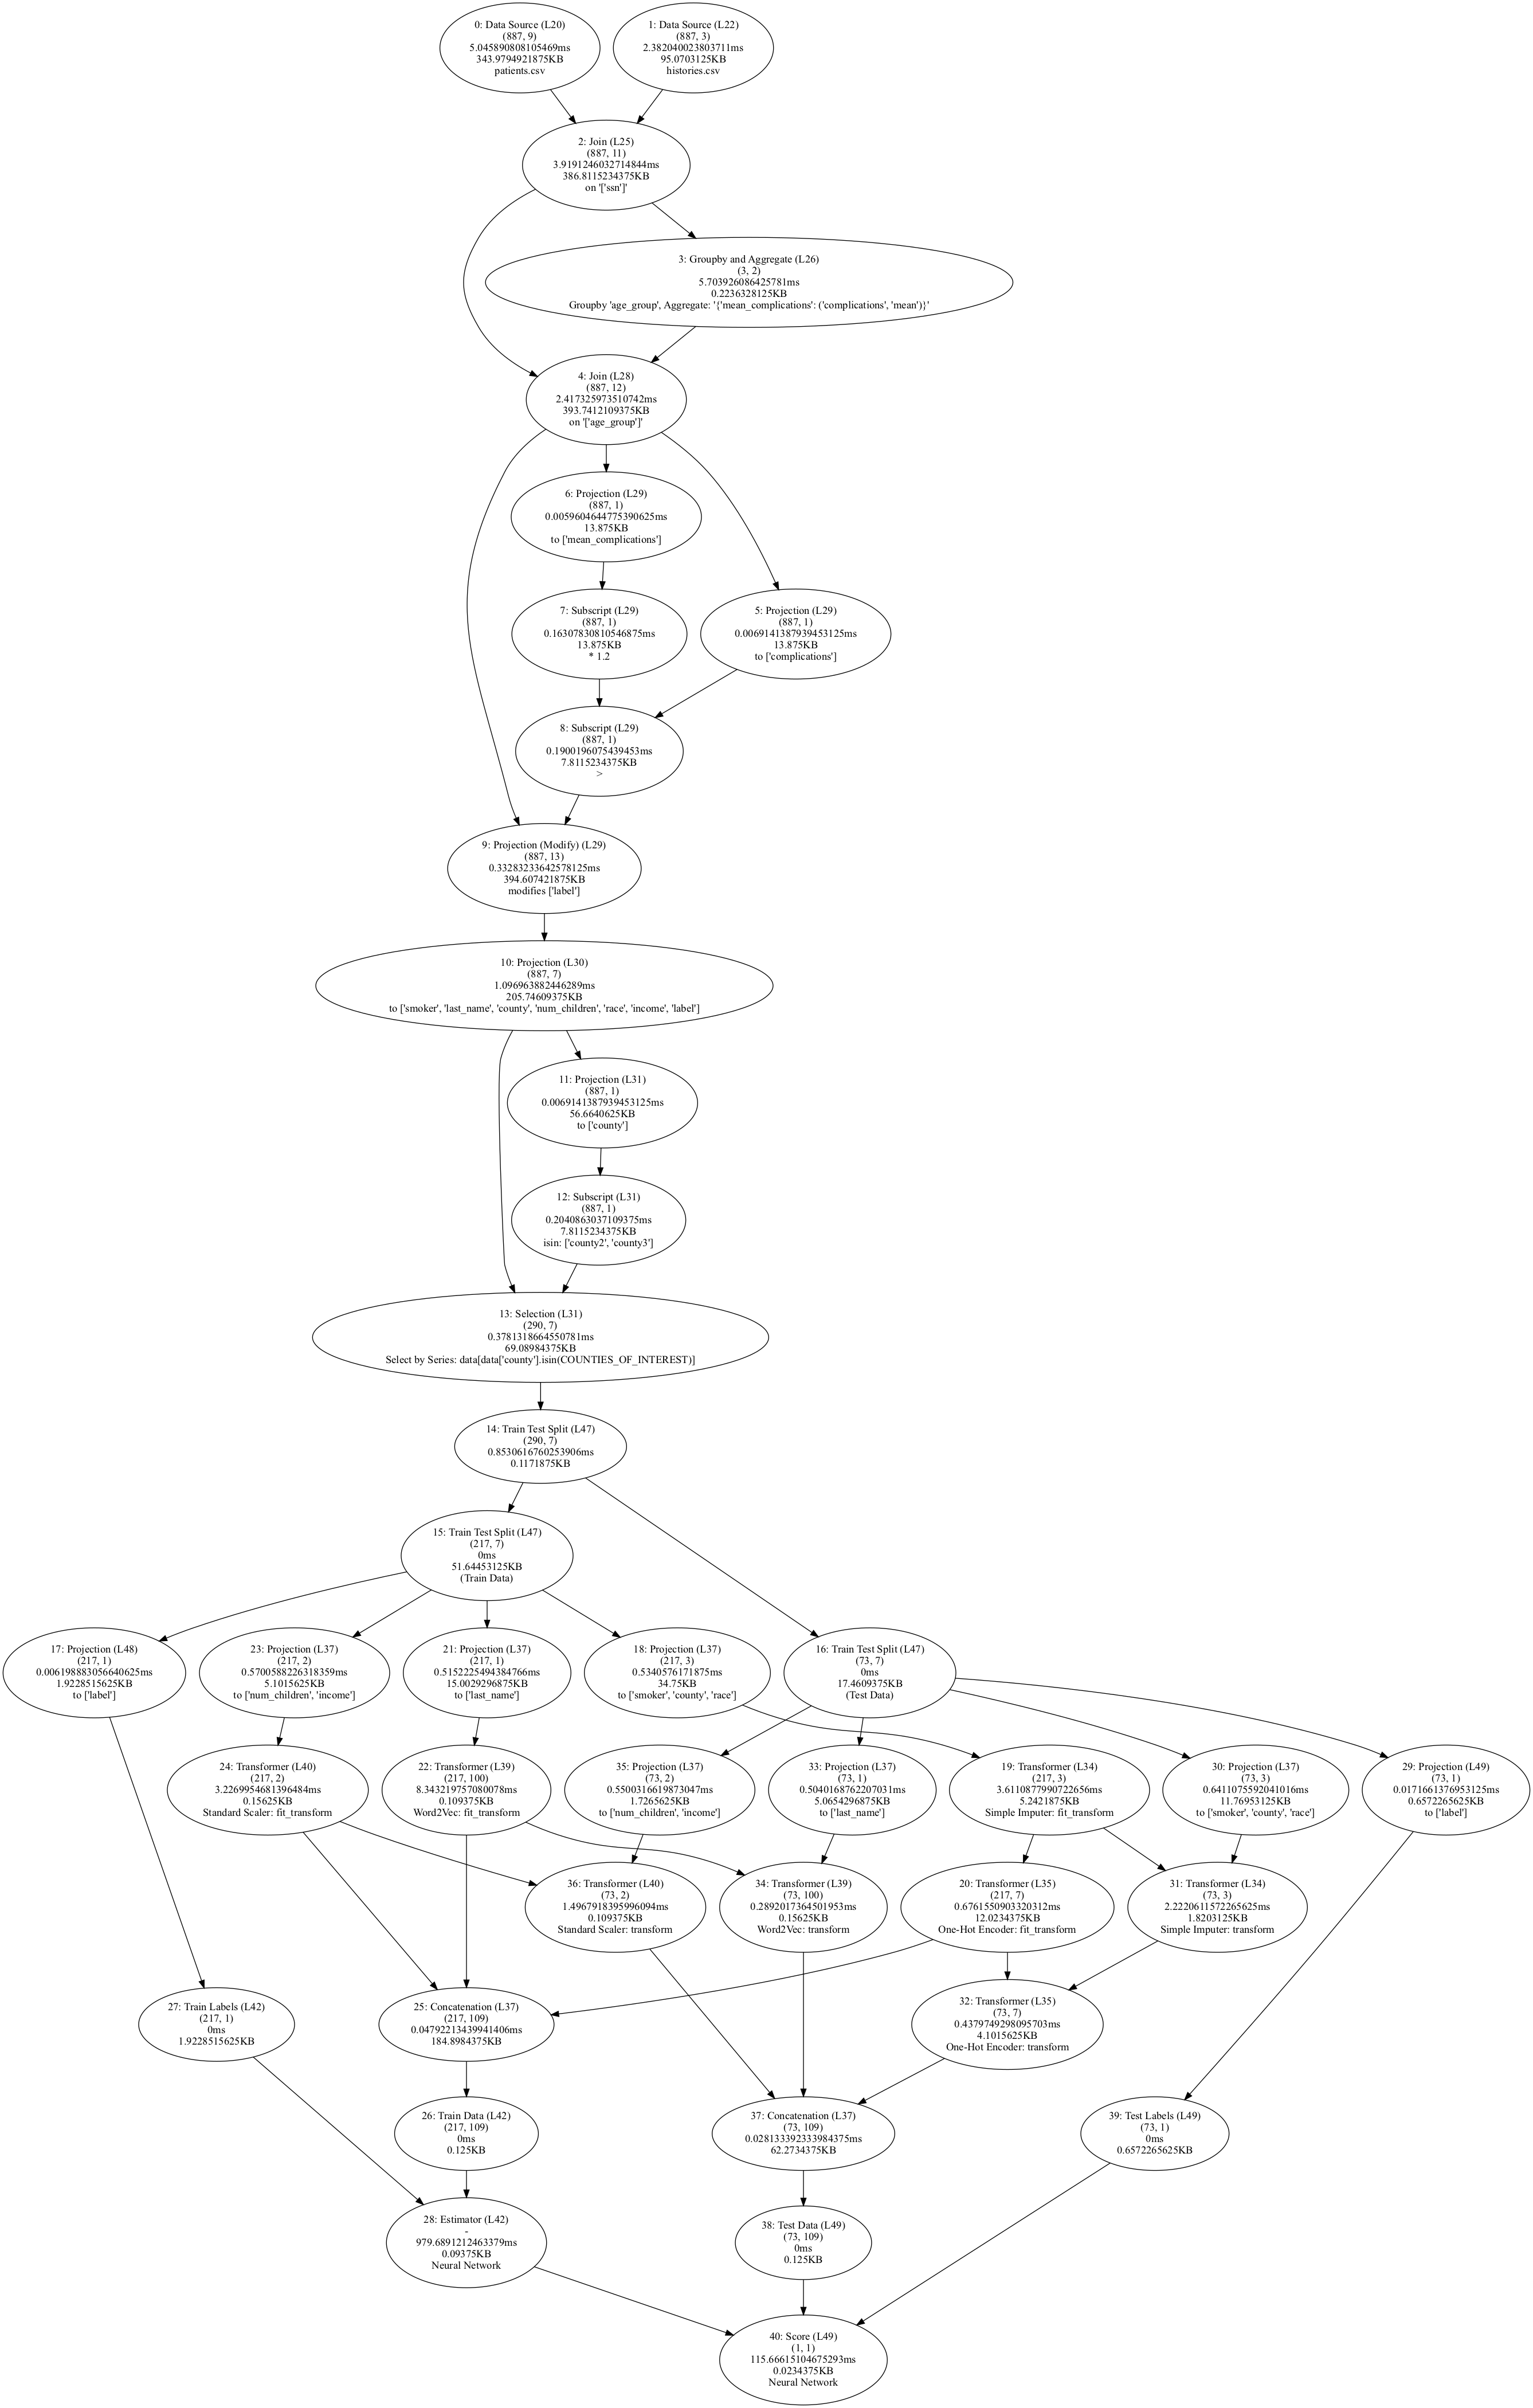 0: Data Source (L20)
(887, 9)
5.045890808105469ms
343.9794921875KB
patients.csv
1: Data Source (L22)
(887, 3)
2.382040023803711ms
95.0703125KB
histories.csv
2: Join (L25)
(887, 11)
3.9191246032714844ms
386.8115234375KB
on '['ssn']'
3: Groupby and Aggregate (L26)
(3, 2)
5.703926086425781ms
0.2236328125KB
Groupby 'age_group', Aggregate: '{'mean_complications': ('complications', 'mean')}'
4: Join (L28)
(887, 12)
2.417325973510742ms
393.7412109375KB
on '['age_group']'
6: Projection (L29)
(887, 1)
0.0059604644775390625ms
13.875KB
to ['mean_complications']
7: Subscript (L29)
(887, 1)
0.16307830810546875ms
13.875KB
* 1.2
5: Projection (L29)
(887, 1)
0.0069141387939453125ms
13.875KB
to ['complications']
8: Subscript (L29)
(887, 1)
0.1900196075439453ms
7.8115234375KB
>
9: Projection (Modify) (L29)
(887, 13)
0.33283233642578125ms
394.607421875KB
modifies ['label']
10: Projection (L30)
(887, 7)
1.096963882446289ms
205.74609375KB
to ['smoker', 'last_name', 'county', 'num_children', 'race', 'income', 'label']
11: Projection (L31)
(887, 1)
0.0069141387939453125ms
56.6640625KB
to ['county']
12: Subscript (L31)
(887, 1)
0.2040863037109375ms
7.8115234375KB
isin: ['county2', 'county3']
13: Selection (L31)
(290, 7)
0.3781318664550781ms
69.08984375KB
Select by Series: data[data['county'].isin(COUNTIES_OF_INTEREST)]
14: Train Test Split (L47)
(290, 7)
0.8530616760253906ms
0.1171875KB
15: Train Test Split (L47)
(217, 7)
0ms
51.64453125KB
(Train Data)
17: Projection (L48)
(217, 1)
0.006198883056640625ms
1.9228515625KB
to ['label']
23: Projection (L37)
(217, 2)
0.5700588226318359ms
5.1015625KB
to ['num_children', 'income']
21: Projection (L37)
(217, 1)
0.5152225494384766ms
15.0029296875KB
to ['last_name']
18: Projection (L37)
(217, 3)
0.5340576171875ms
34.75KB
to ['smoker', 'county', 'race']
16: Train Test Split (L47)
(73, 7)
0ms
17.4609375KB
(Test Data)
24: Transformer (L40)
(217, 2)
3.2269954681396484ms
0.15625KB
Standard Scaler: fit_transform
22: Transformer (L39)
(217, 100)
8.343219757080078ms
0.109375KB
Word2Vec: fit_transform
35: Projection (L37)
(73, 2)
0.5500316619873047ms
1.7265625KB
to ['num_children', 'income']
33: Projection (L37)
(73, 1)
0.5040168762207031ms
5.0654296875KB
to ['last_name']
19: Transformer (L34)
(217, 3)
3.6110877990722656ms
5.2421875KB
Simple Imputer: fit_transform
30: Projection (L37)
(73, 3)
0.6411075592041016ms
11.76953125KB
to ['smoker', 'county', 'race']
29: Projection (L49)
(73, 1)
0.0171661376953125ms
0.6572265625KB
to ['label']
36: Transformer (L40)
(73, 2)
1.4967918395996094ms
0.109375KB
Standard Scaler: transform
34: Transformer (L39)
(73, 100)
0.2892017364501953ms
0.15625KB
Word2Vec: transform
20: Transformer (L35)
(217, 7)
0.6761550903320312ms
12.0234375KB
One-Hot Encoder: fit_transform
31: Transformer (L34)
(73, 3)
2.2220611572265625ms
1.8203125KB
Simple Imputer: transform
27: Train Labels (L42)
(217, 1)
0ms
1.9228515625KB
25: Concatenation (L37)
(217, 109)
0.04792213439941406ms
184.8984375KB
32: Transformer (L35)
(73, 7)
0.4379749298095703ms
4.1015625KB
One-Hot Encoder: transform
26: Train Data (L42)
(217, 109)
0ms
0.125KB
37: Concatenation (L37)
(73, 109)
0.028133392333984375ms
62.2734375KB
39: Test Labels (L49)
(73, 1)
0ms
0.6572265625KB
28: Estimator (L42)
-
979.6891212463379ms
0.09375KB
Neural Network
38: Test Data (L49)
(73, 109)
0ms
0.125KB
40: Score (L49)
(1, 1)
115.66615104675293ms
0.0234375KB
Neural Network